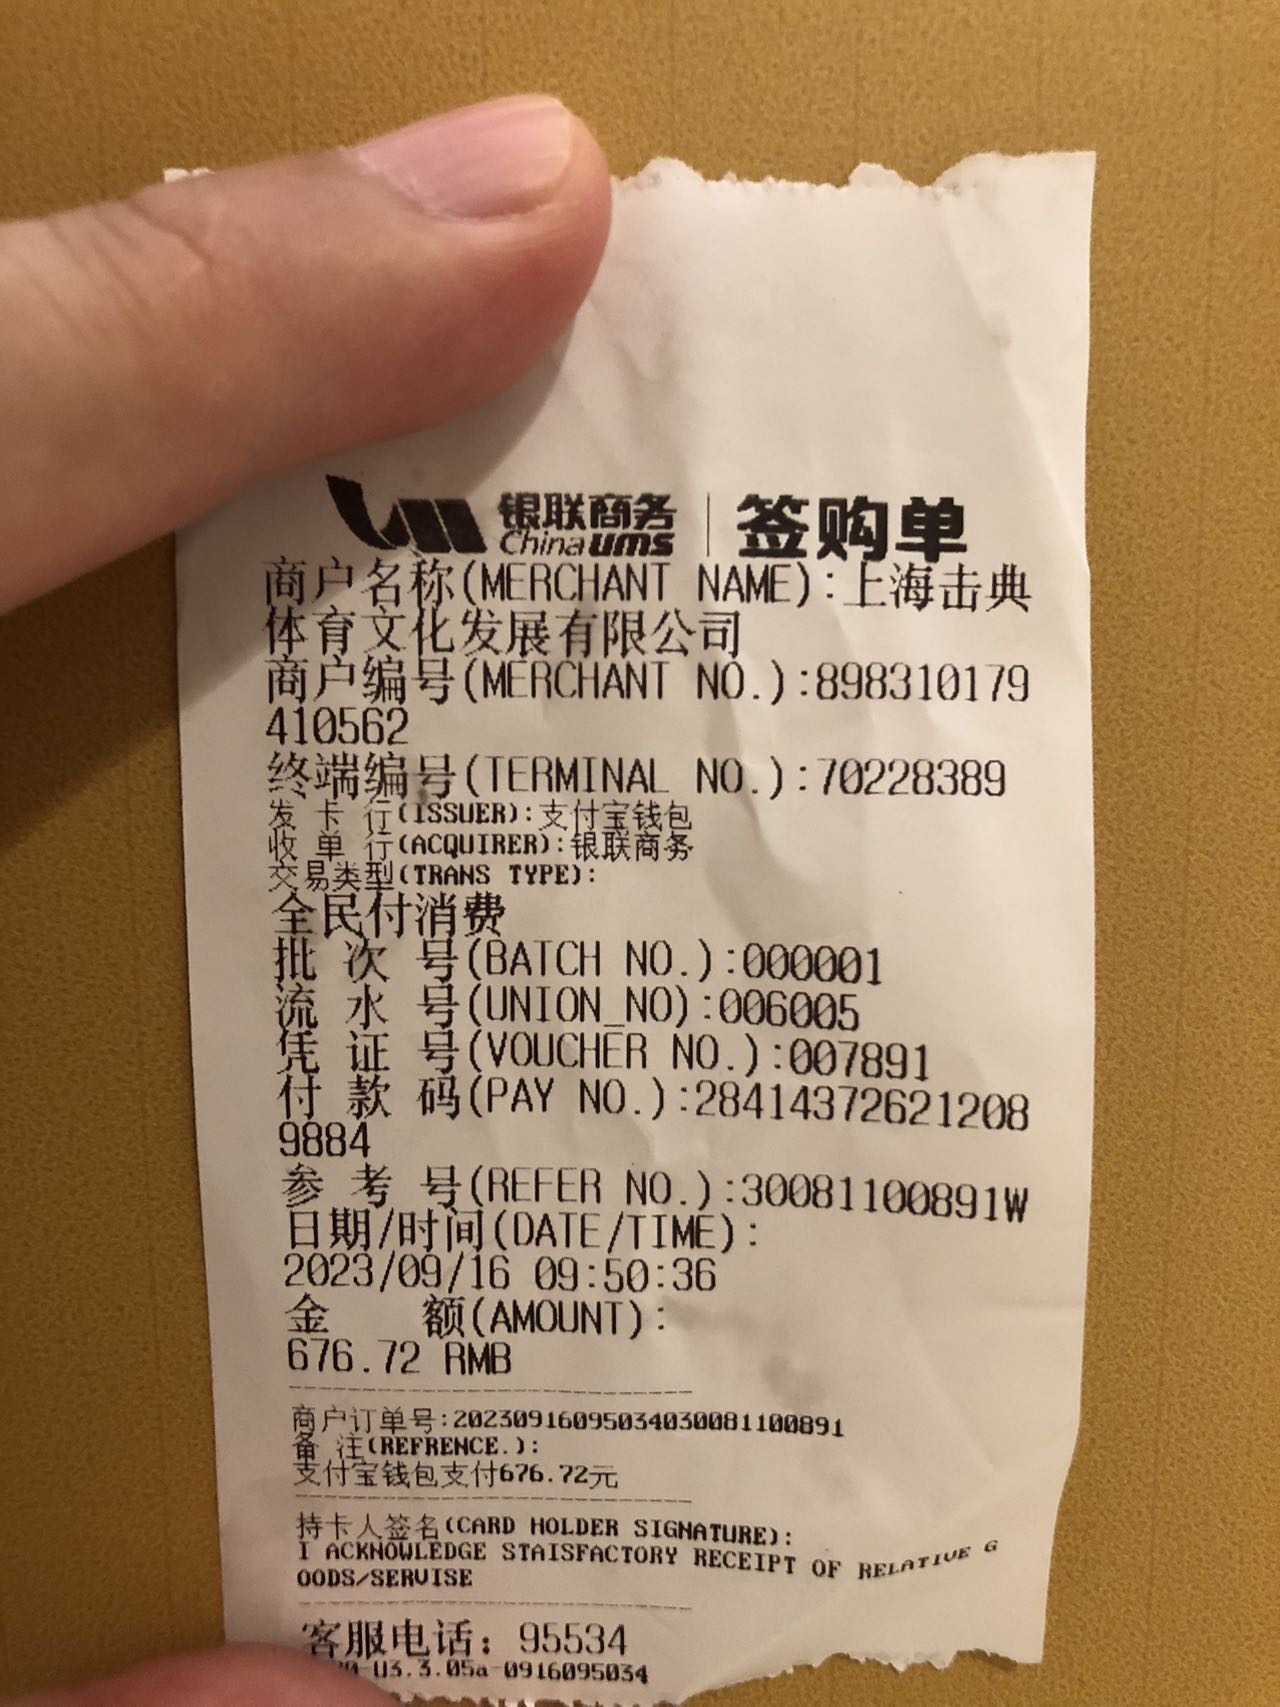 银联商务 Chinaums | 签购单
商户名称(MERCHANT NAME):上海击典
体育文化发展有限公司
商户编号(MERCHANT NO.):898310179
410562
终端编号(TERMINAL NO.):70228389
发 卡 行(ISSUER):支付宝钱包
收 单 行(ACQUIRER):银联商务
交易类型(TRANS TYPE):
全民付消费
批 次 号(BATCH NO.):000001
流 水 号(UNION_NO):006005
凭 证 号(VOUCHER NO.):007891
付 款 码(PAY NO.):28414372621208
9884
参 考 号(REFER NO.):30081100891W
日期/时间(DATE/TIME):
2023/09/16 09:50:36
金 额(AMOUNT):
676.72 RMB
商户订单号:20230916095034030081100891
备 注(REFRENCE.):
支付宝钱包支付676.72元
持卡人签名(CARD HOLDER SIGNATURE):
I ACKNOWLEDGE STAISFACTORY RECEIPT OF RELATIVE G
OODS/SERVISE
客服电话：95534
U3.3.05a-0916095034